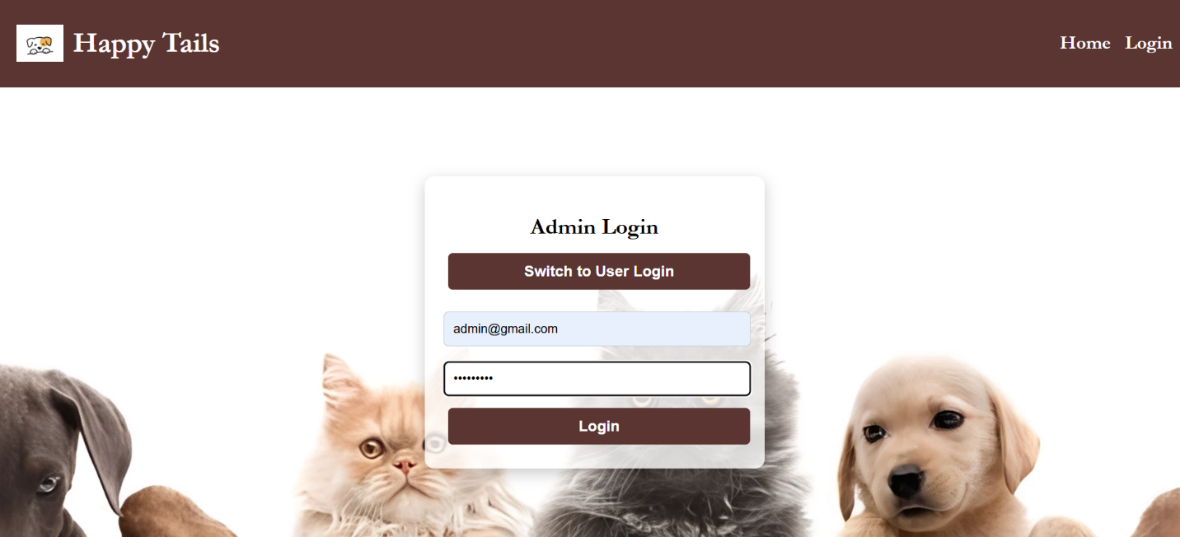 Happy Tails
Home Login
Admin Login
Switch to User Login
admin@gmail.com
•••••••••
Login